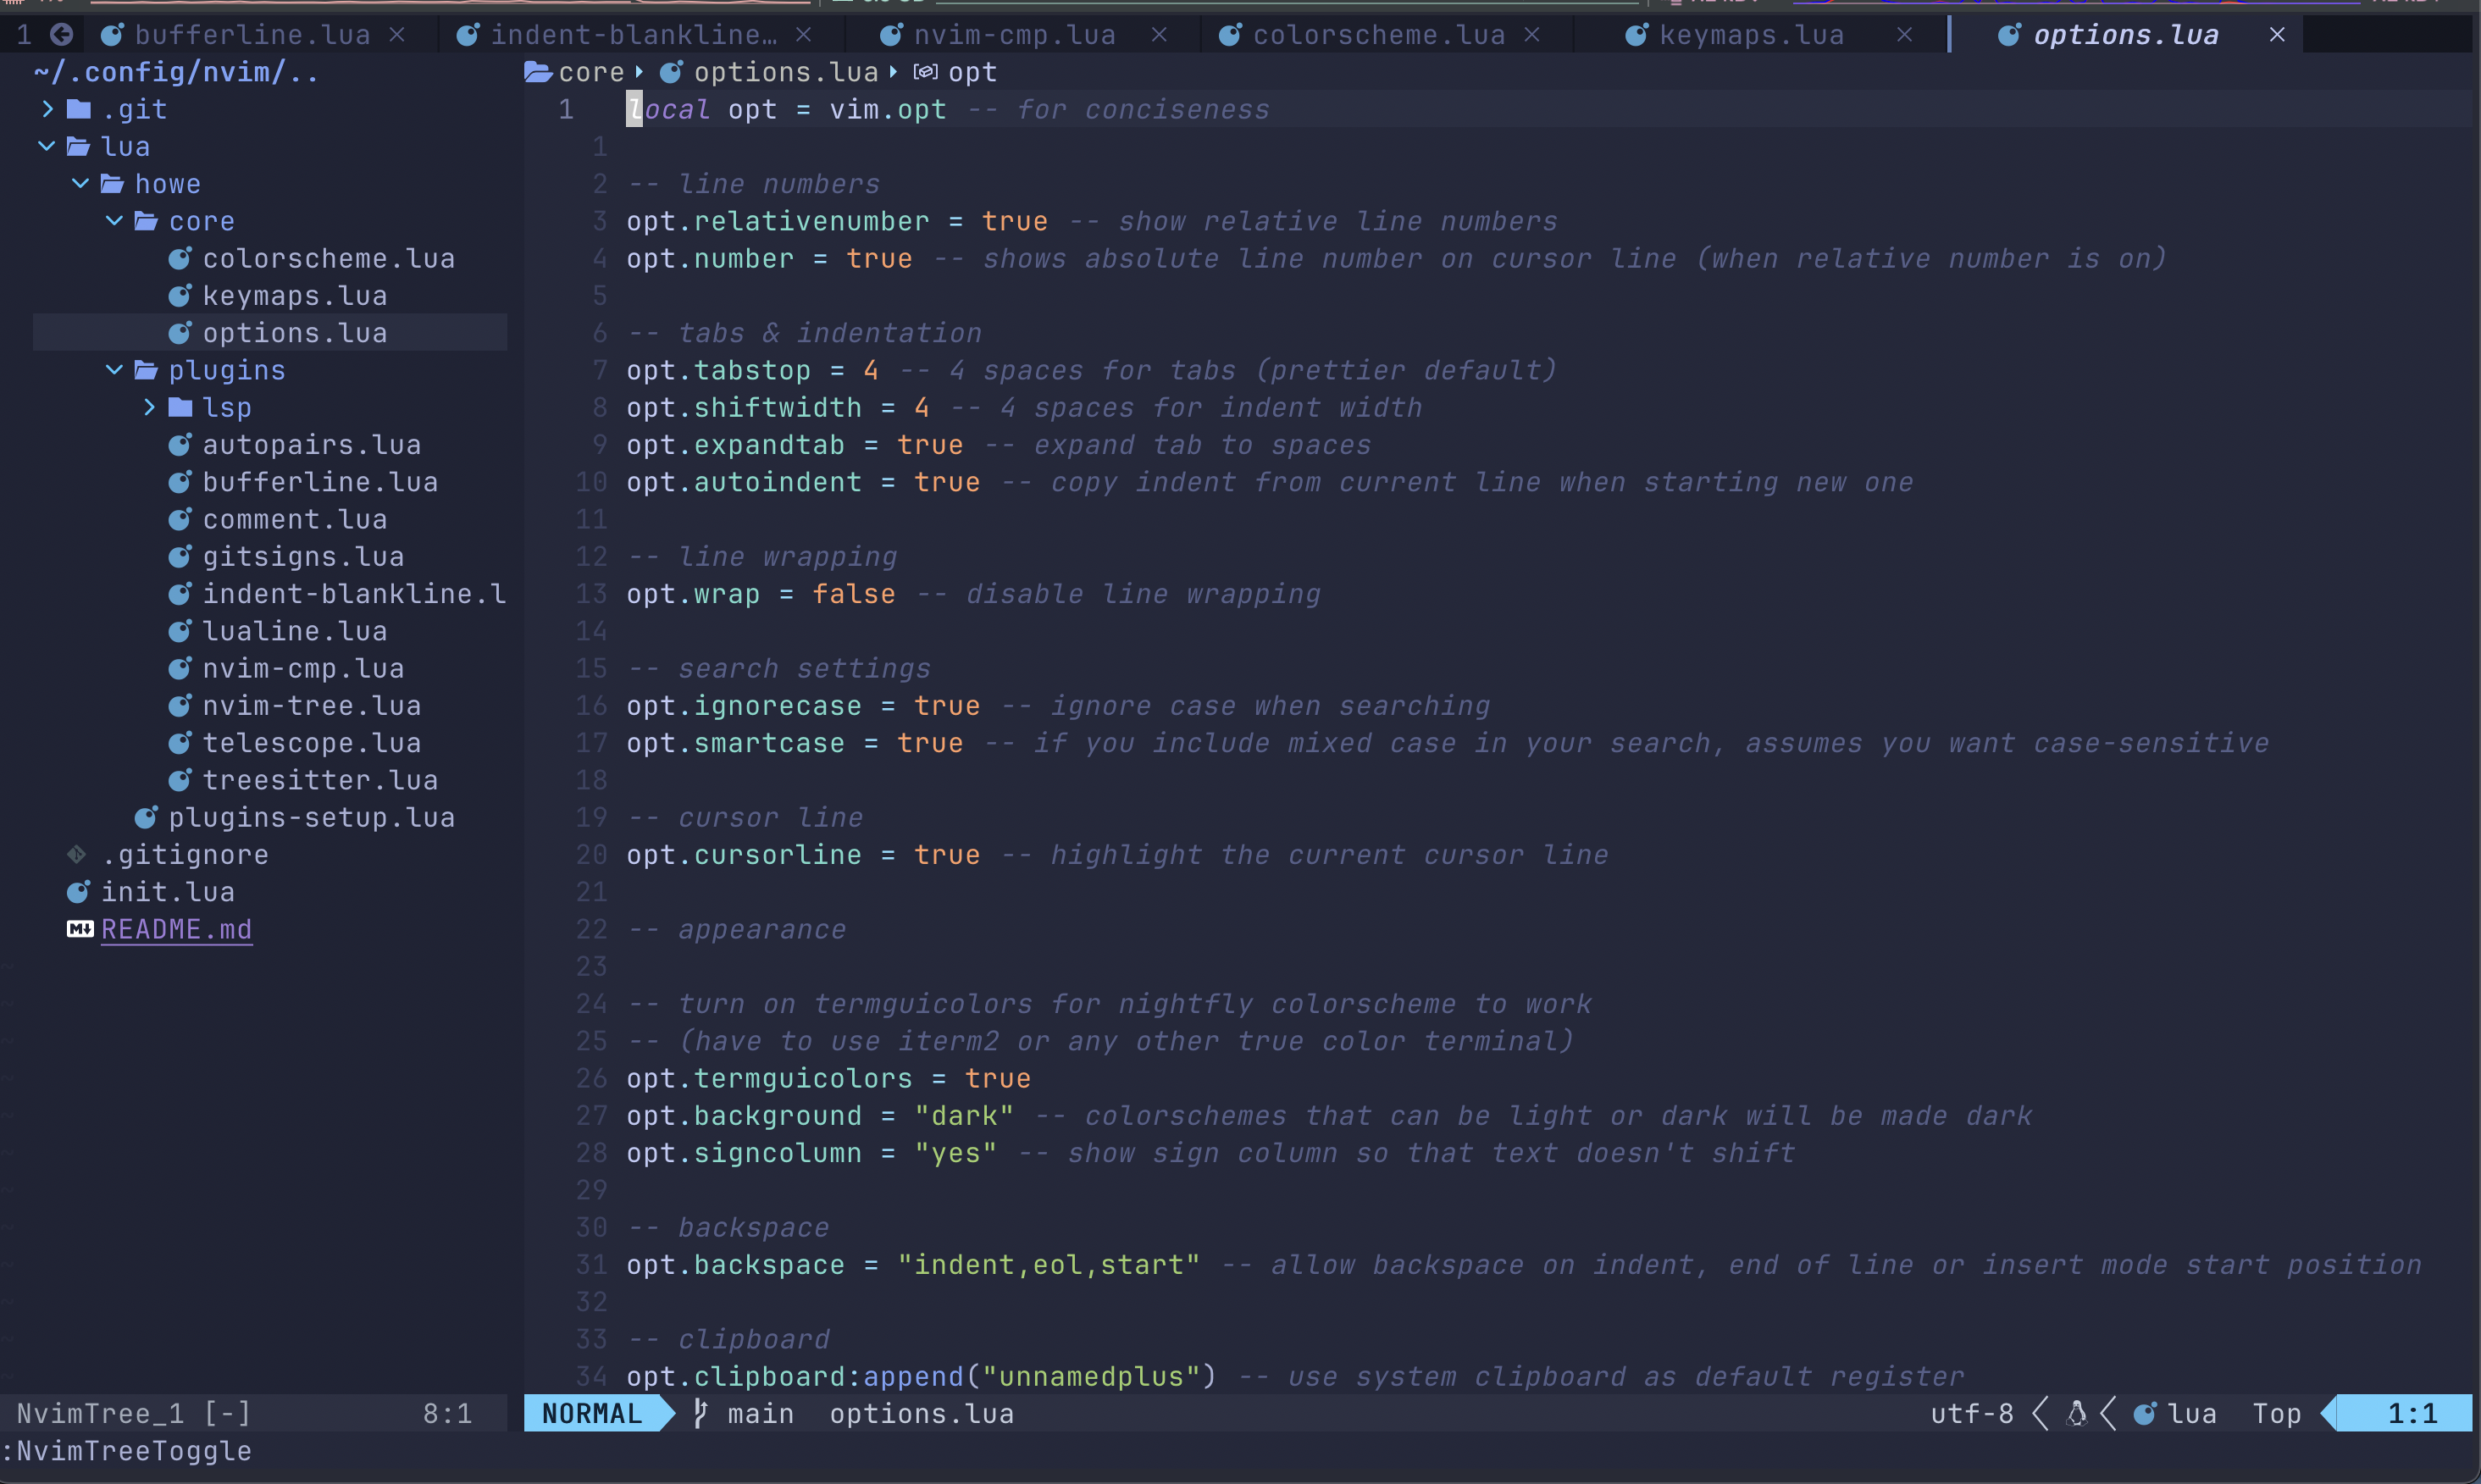 1 bufferline.lua × indent-blankline… × nvim-cmp.lua × colorscheme.lua × keymaps.lua × options.lua ×
~/.config/nvim/..
.git
lua
howe
core
colorscheme.lua
keymaps.lua
options.lua
plugins
lsp
autopairs.lua
bufferline.lua
comment.lua
gitsigns.lua
indent-blankline.l
lualine.lua
nvim-cmp.lua
nvim-tree.lua
telescope.lua
treesitter.lua
plugins-setup.lua
.gitignore
init.lua
README.md
NvimTree_1 [-] 8:1
core options.lua opt
1 local opt = vim.opt -- for conciseness
1
2 -- line numbers
3 opt.relativenumber = true -- show relative line numbers
4 opt.number = true -- shows absolute line number on cursor line (when relative number is on)
5
6 -- tabs & indentation
7 opt.tabstop = 4 -- 4 spaces for tabs (prettier default)
8 opt.shiftwidth = 4 -- 4 spaces for indent width
9 opt.expandtab = true -- expand tab to spaces
10 opt.autoindent = true -- copy indent from current line when starting new one
11
12 -- line wrapping
13 opt.wrap = false -- disable line wrapping
14
15 -- search settings
16 opt.ignorecase = true -- ignore case when searching
17 opt.smartcase = true -- if you include mixed case in your search, assumes you want case-sensitive
18
19 -- cursor line
20 opt.cursorline = true -- highlight the current cursor line
21
22 -- appearance
23
24 -- turn on termguicolors for nightfly colorscheme to work
25 -- (have to use iterm2 or any other true color terminal)
26 opt.termguicolors = true
27 opt.background = "dark" -- colorschemes that can be light or dark will be made dark
28 opt.signcolumn = "yes" -- show sign column so that text doesn't shift
29
30 -- backspace
31 opt.backspace = "indent,eol,start" -- allow backspace on indent, end of line or insert mode start position
32
33 -- clipboard
34 opt.clipboard:append("unnamedplus") -- use system clipboard as default register
NORMAL main options.lua utf-8 lua Top 1:1
:NvimTreeToggle